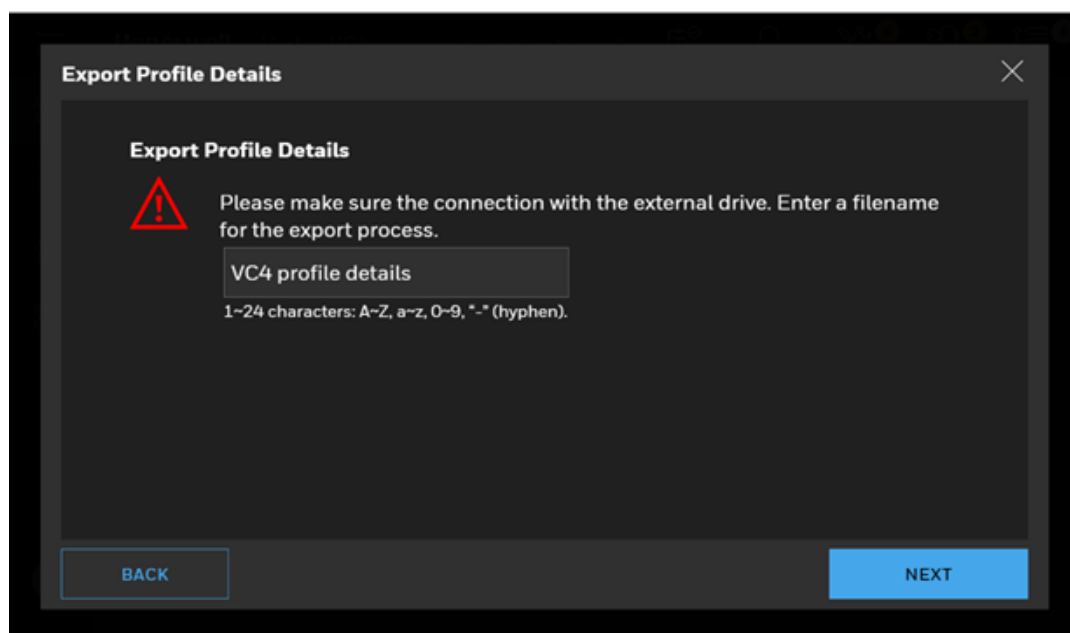 Export Profile Details
Export Profile Details
Please make sure the connection with the external drive. Enter a filename
for the export process.
VC4 profile details
1~24 characters: A~Z, a~z, 0~9, "-" (hyphen).
BACK
NEXT